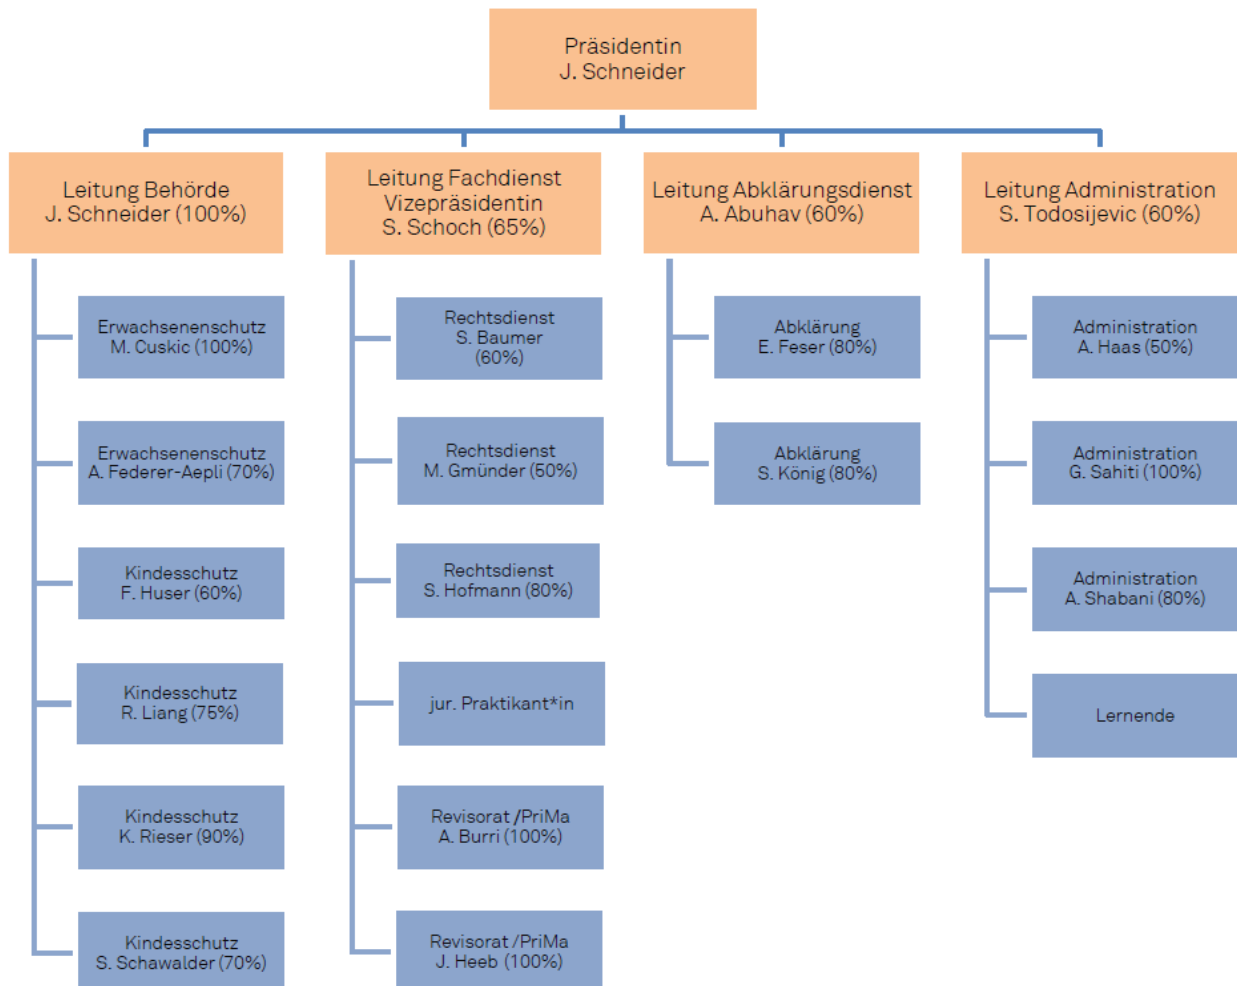 Präsidentin
J. Schneider
Leitung Behörde
J. Schneider (100%)
Erwachsenenschutz
M. Cuskic (100%)
Erwachsenenschutz
A. Federer-Aepli (70%)
Kindesschutz
F. Huser (60%)
Kindesschutz
R. Liang (75%)
Kindesschutz
K. Rieser (90%)
Kindesschutz
S. Schawalder (70%)
Leitung Fachdienst
Vizepräsidentin
S. Schoch (65%)
Rechtsdienst
S. Baumer
(60%)
Rechtsdienst
M. Gmünder (50%)
Rechtsdienst
S. Hofmann (80%)
jur. Praktikant*in
Revisorat /PriMa
A. Burri (100%)
Revisorat /PriMa
J. Heeb (100%)
Leitung Abklärungsdienst
A. Abuhav (60%)
Abklärung
E. Feser (80%)
Abklärung
S. König (80%)
Leitung Administration
S. Todosijevic (60%)
Administration
A. Haas (50%)
Administration
G. Sahiti (100%)
Administration
A. Shabani (80%)
Lernende